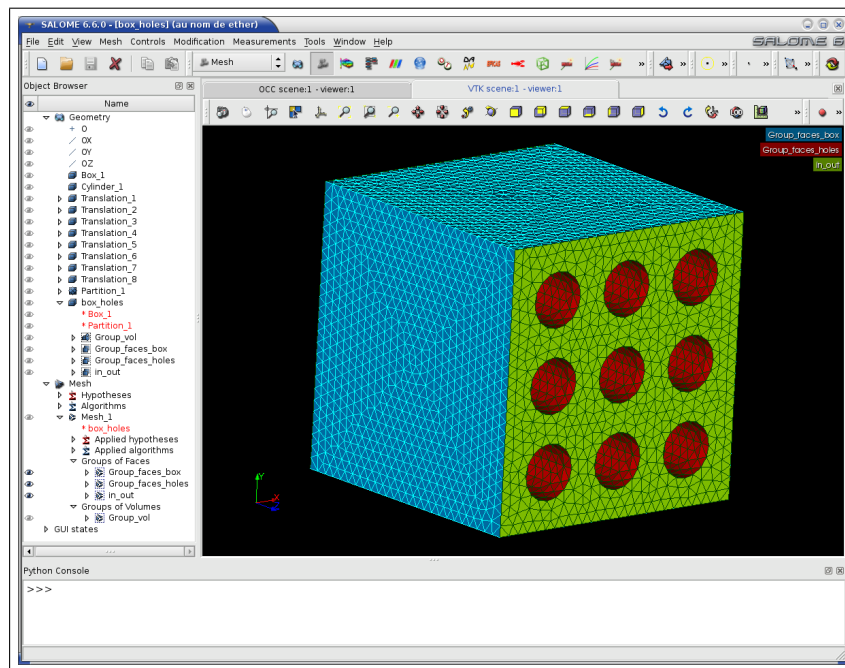 SALOME 6.6.0 - [box_holes] (au nom de ether)
File Edit View Mesh Controls Modification Measurements Tools Window Help
SALOME 6
Mesh
Object Browser
OCC scene:1 - viewer:1
VTK scene:1 - viewer:1
Name
Geometry
O
OX
OY
OZ
Box_1
Cylinder_1
Translation_1
Translation_2
Translation_3
Translation_4
Translation_5
Translation_6
Translation_7
Translation_8
Partition_1
box_holes
* Box_1
* Partition_1
Group_vol
Group_faces_box
Group_faces_holes
in_out
Mesh
Hypotheses
Algorithms
Mesh_1
* box_holes
Applied hypotheses
Applied algorithms
Groups of Faces
Group_faces_box
Group_faces_holes
in_out
Groups of Volumes
Group_vol
GUI states
Group_faces_box
Group_faces_holes
in_out
Y
X
Python Console
>>>